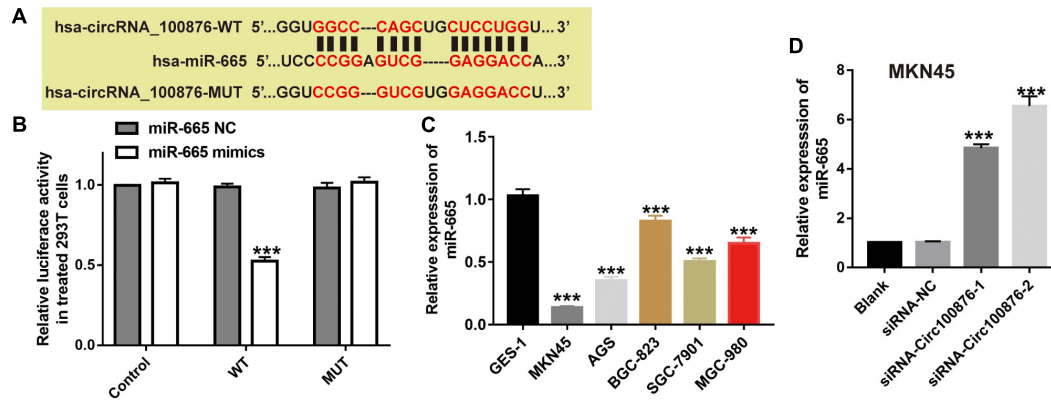 A
hsa-circRNA_100876-WT 5’...GGUGGCC---CAGCUGCUCCUGGU... 3’
hsa-miR-665 5’...UCCCCGGAGUCG-----GAGGACCA... 3’
hsa-circRNA_100876-MUT 5’...GGUCCGG---GUCGUGGAGGACCU... 3’
B
miR-665 NC
miR-665 mimics
Relative luciferace activity
in treated 293T cells
1.0
0.5
0.0
***
Control
WT
MUT
C
Relative expresssion of
miR-665
1.5
1.0
0.5
0.0
***
***
***
***
***
GES-1
MKN45
AGS
BGC-823
SGC-7901
MGC-980
D
MKN45
Relative expresssion of
miR-665
8
6
4
2
0
***
***
Blank
siRNA-NC
siRNA-Circ100876-1
siRNA-Circ100876-2